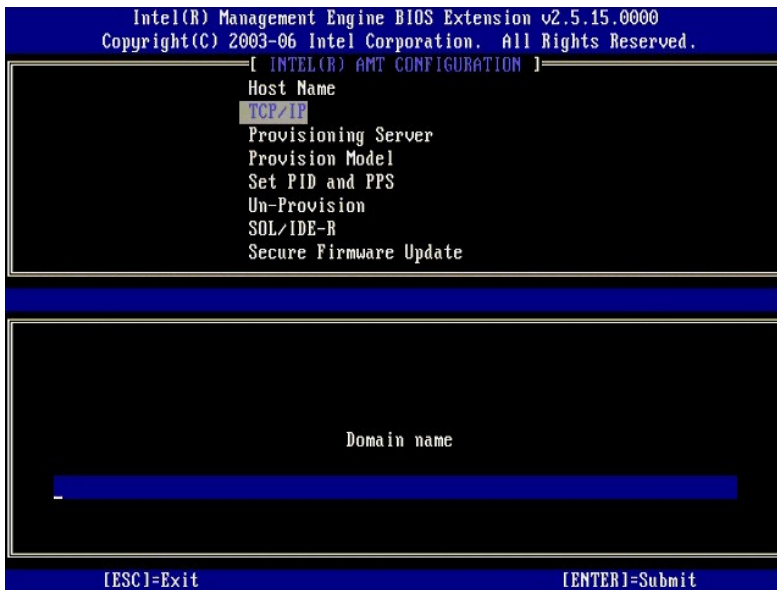 Intel(R) Management Engine BIOS Extension v2.5.15.0000
Copyright(C) 2003-06 Intel Corporation. All Rights Reserved.
[ INTEL(R) AMT CONFIGURATION ]
Host Name
TCP/IP
Provisioning Server
Provision Model
Set PID and PPS
Un-Provision
SOL/IDE-R
Secure Firmware Update
Domain name
[ESC]=Exit [ENTER]=Submit